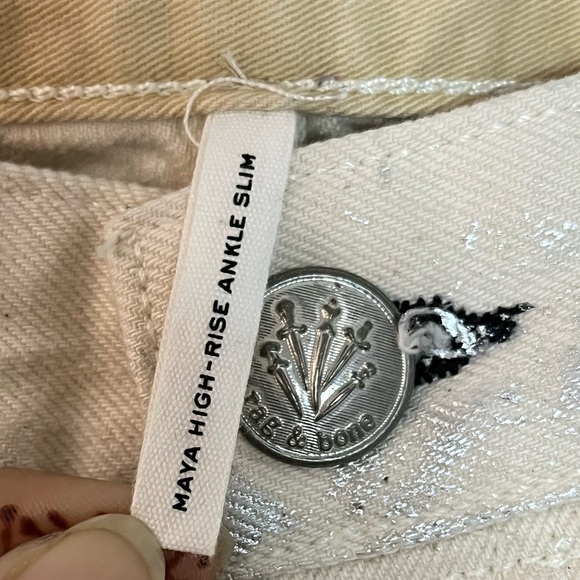 MAYA HIGH-RISE ANKLE SLIM
rag & bone